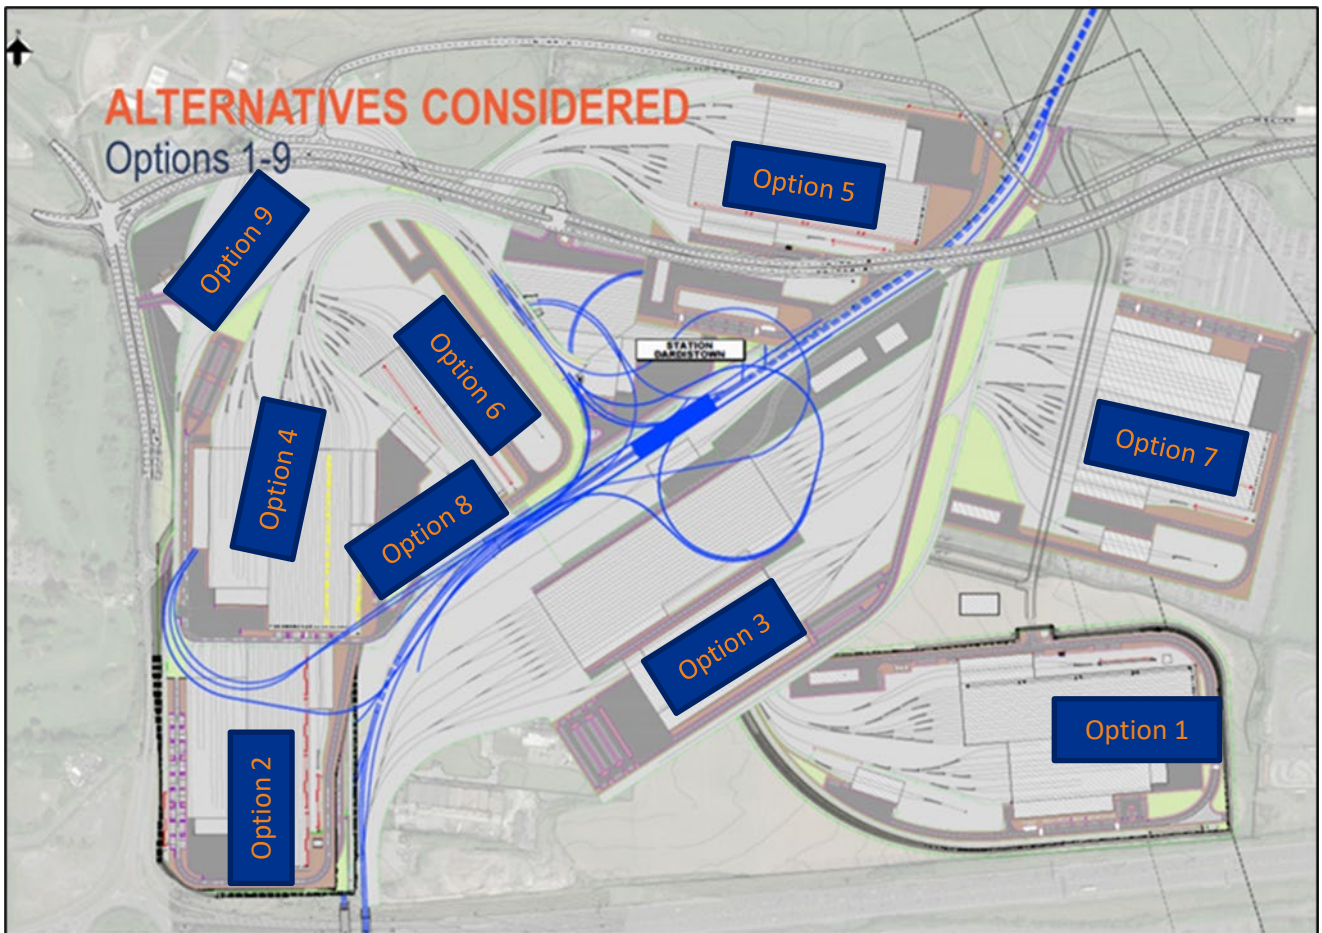 ALTERNATIVES CONSIDERED
Options 1-9
Option 5
Option 9
Option 6
STATION
DARDISTOWN
Option 4
Option 7
Option 8
Option 3
Option 1
Option 2